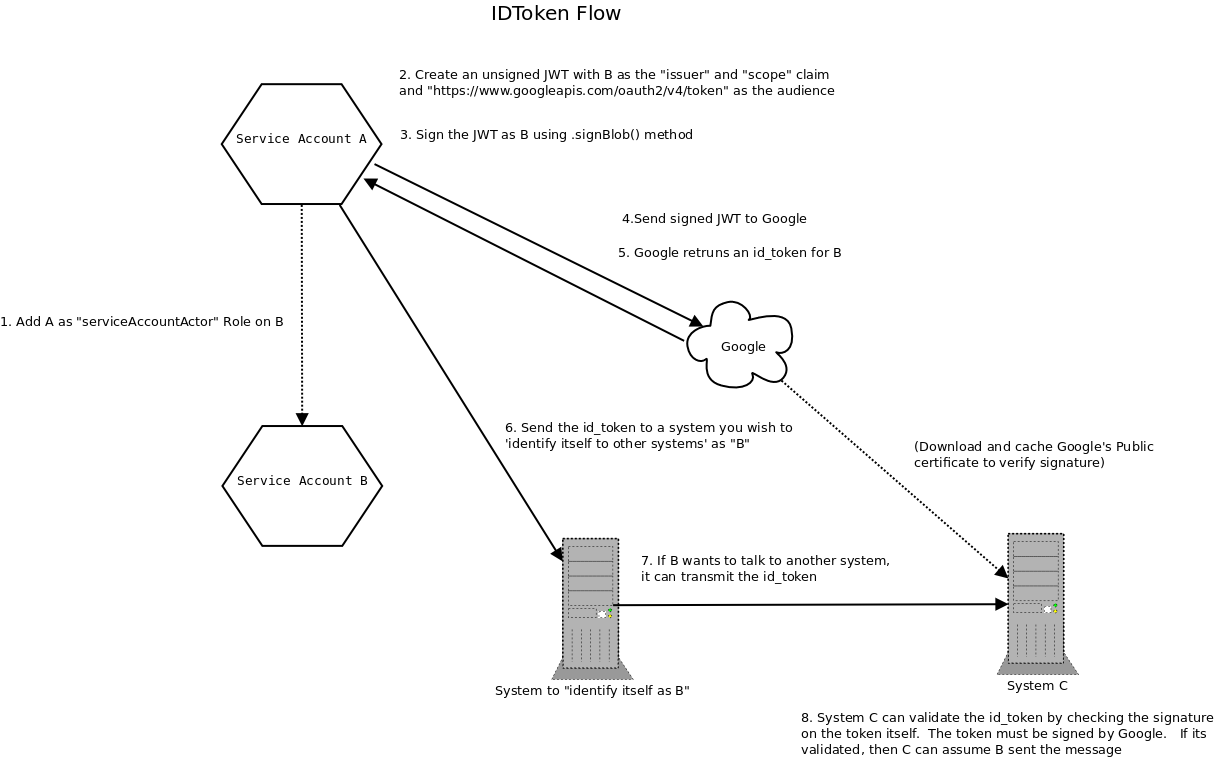 IDToken Flow
2. Create an unsigned JWT with B as the "issuer" and "scope" claim
and "https://www.googleapis.com/oauth2/v4/token" as the audience
Service Account A
3. Sign the JWT as B using .signBlob() method
4.Send signed JWT to Google
5. Google retruns an id_token for B
1. Add A as "serviceAccountActor" Role on B
Google
6. Send the id_token to a system you wish to
'identify itself to other systems' as "B"
(Download and cache Google's Public
certificate to verify signature)
Service Account B
7. If B wants to talk to another system,
it can transmit the id_token
System to "identify itself as B"
System C
8. System C can validate the id_token by checking the signature
on the token itself.  The token must be signed by Google.   If its
validated, then C can assume B sent the message